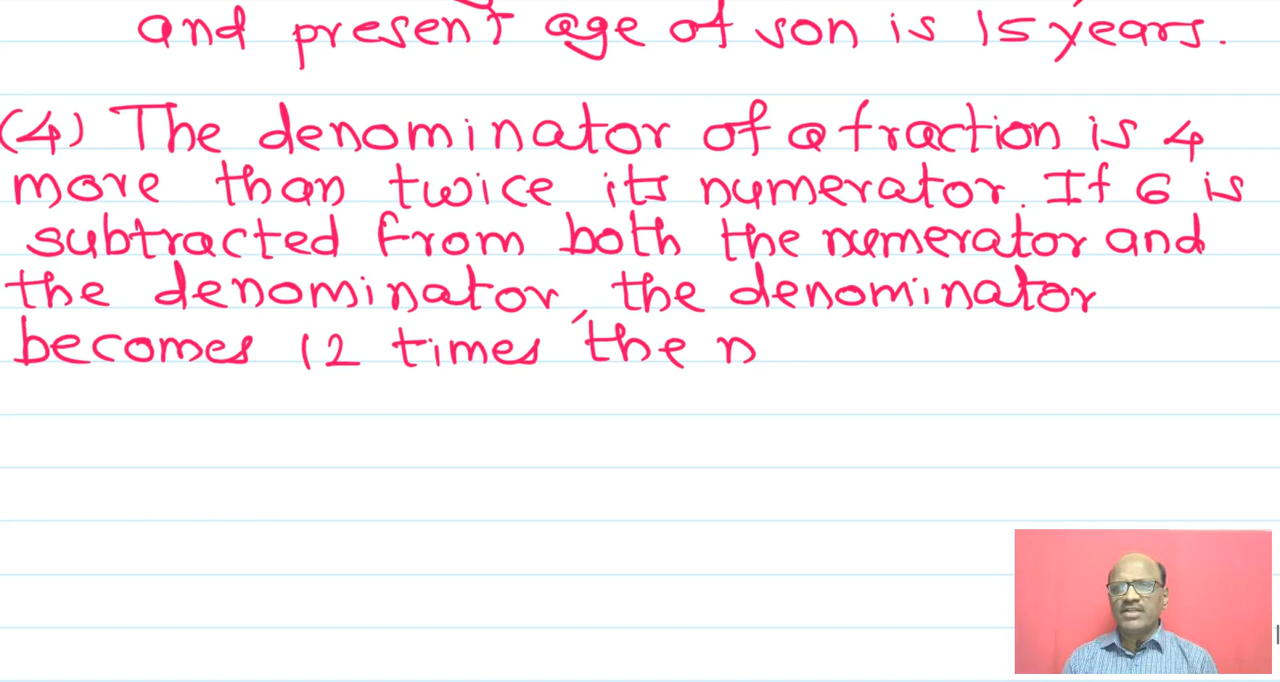 and present age of son is 15 years.
(4) The denominator of a fraction is 4
more than twice its numerator. If 6 is
subtracted from both the numerator and
the denominator, the denominator
becomes 12 times the n